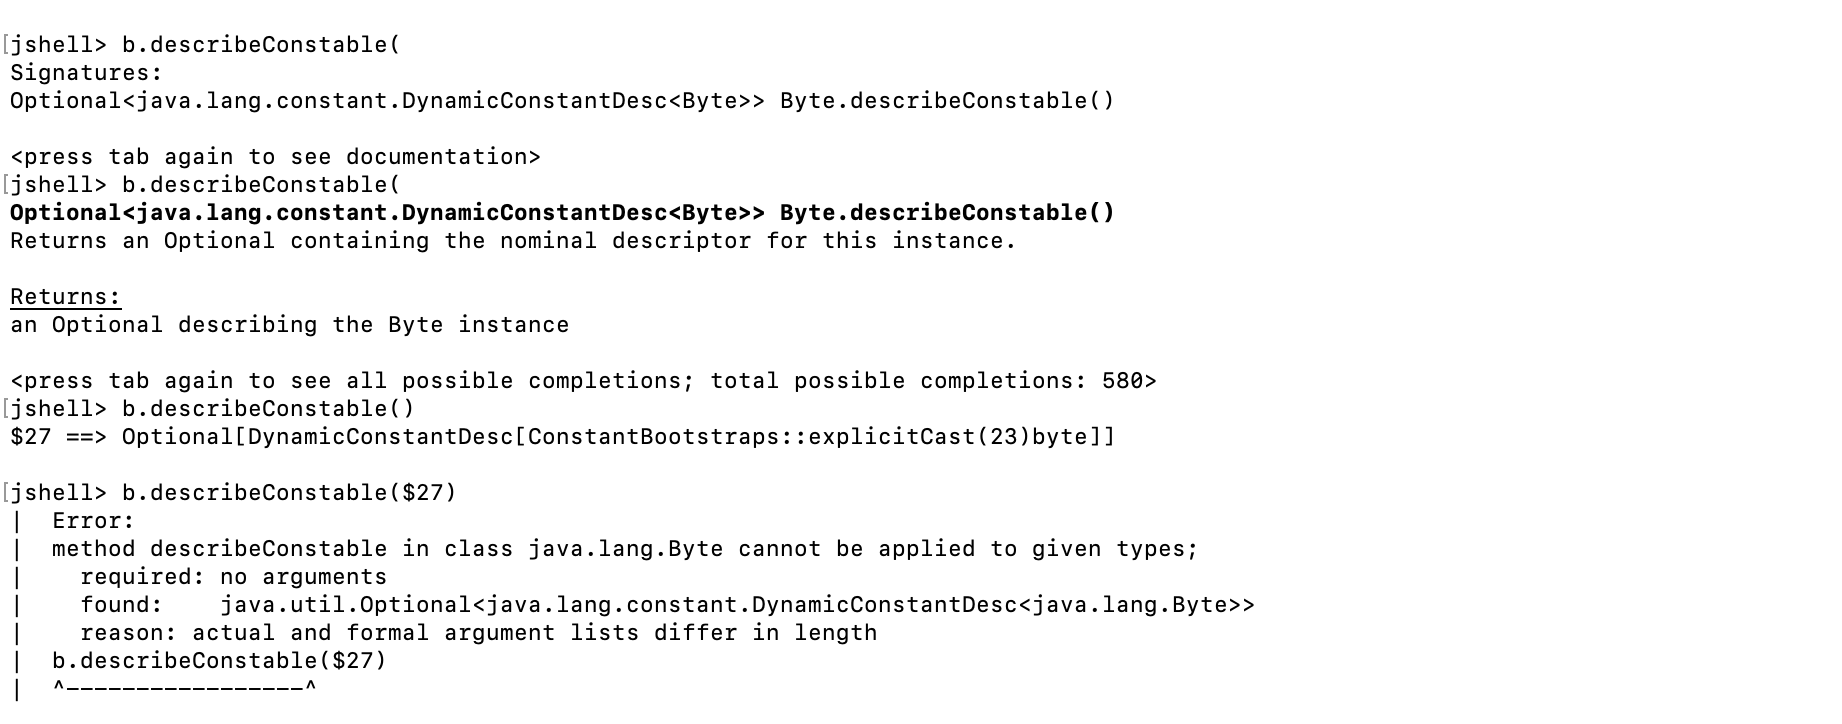 [jshell> b.describeConstable(
Signatures:
Optional<java.lang.constant.DynamicConstantDesc<Byte>> Byte.describeConstable()
<press tab again to see documentation>
[jshell> b.describeConstable(
Optional<java.lang.constant.DynamicConstantDesc<Byte>> Byte.describeConstable()
Returns an Optional containing the nominal descriptor for this instance.
Returns:
an Optional describing the Byte instance
<press tab again to see all possible completions; total possible completions: 580>
[jshell> b.describeConstable()
$27 ==> Optional[DynamicConstantDesc[ConstantBootstraps::explicitCast(23)byte]]
[jshell> b.describeConstable($27)
|  Error:
|  method describeConstable in class java.lang.Byte cannot be applied to given types;
|    required: no arguments
|    found:    java.util.Optional<java.lang.constant.DynamicConstantDesc<java.lang.Byte>>
|    reason: actual and formal argument lists differ in length
|  b.describeConstable($27)
|  ^-----------------^